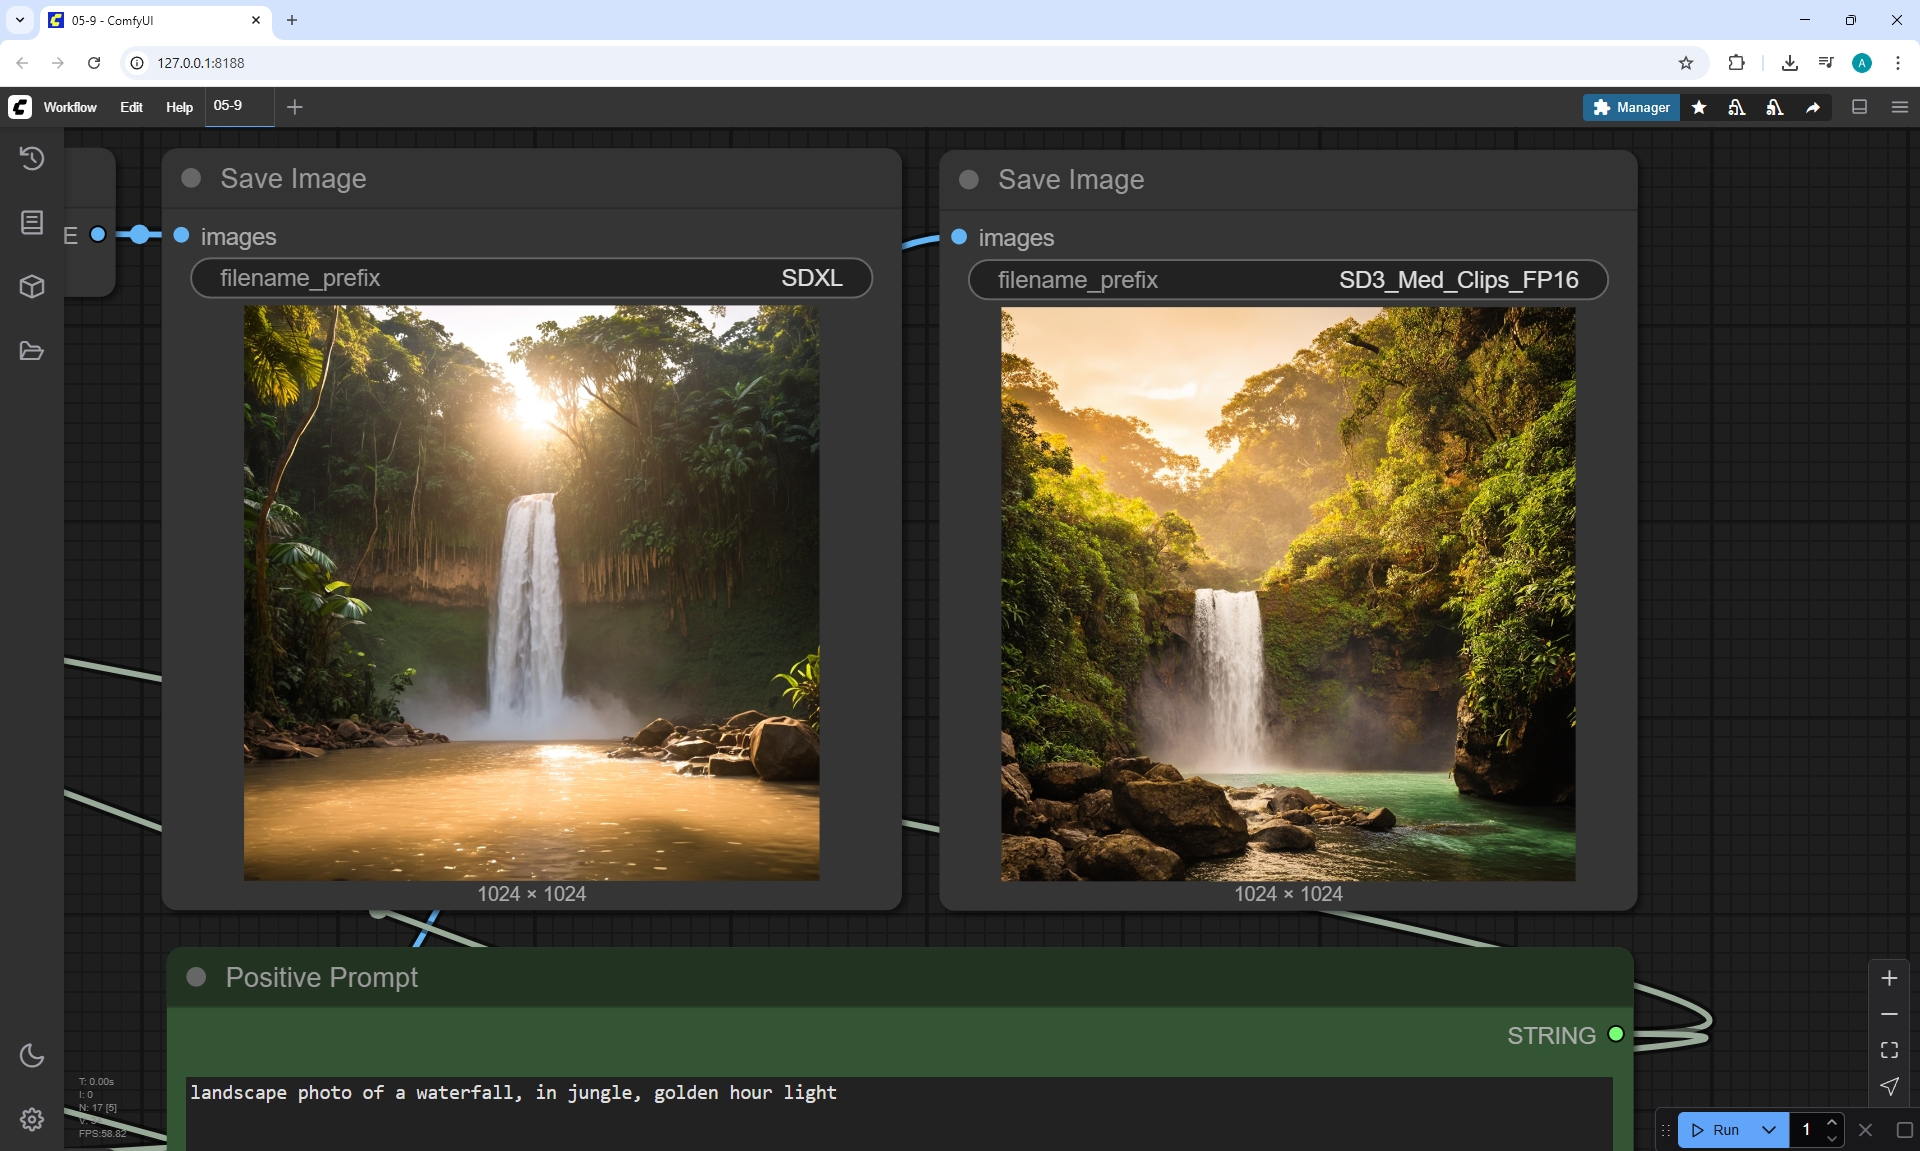 05-9 - ComfyUI
127.0.0.1:8188
A
Workflow Edit Help 05-9
Manager
Save Image
Save Image
E
images
images
filename_prefix SDXL
filename_prefix SD3_Med_Clips_FP16
1024 × 1024
1024 × 1024
Positive Prompt
STRING
landscape photo of a waterfall, in jungle, golden hour light
T: 0.00s
I: 0
N: 17 [5]
FPS:58.82
Run 1